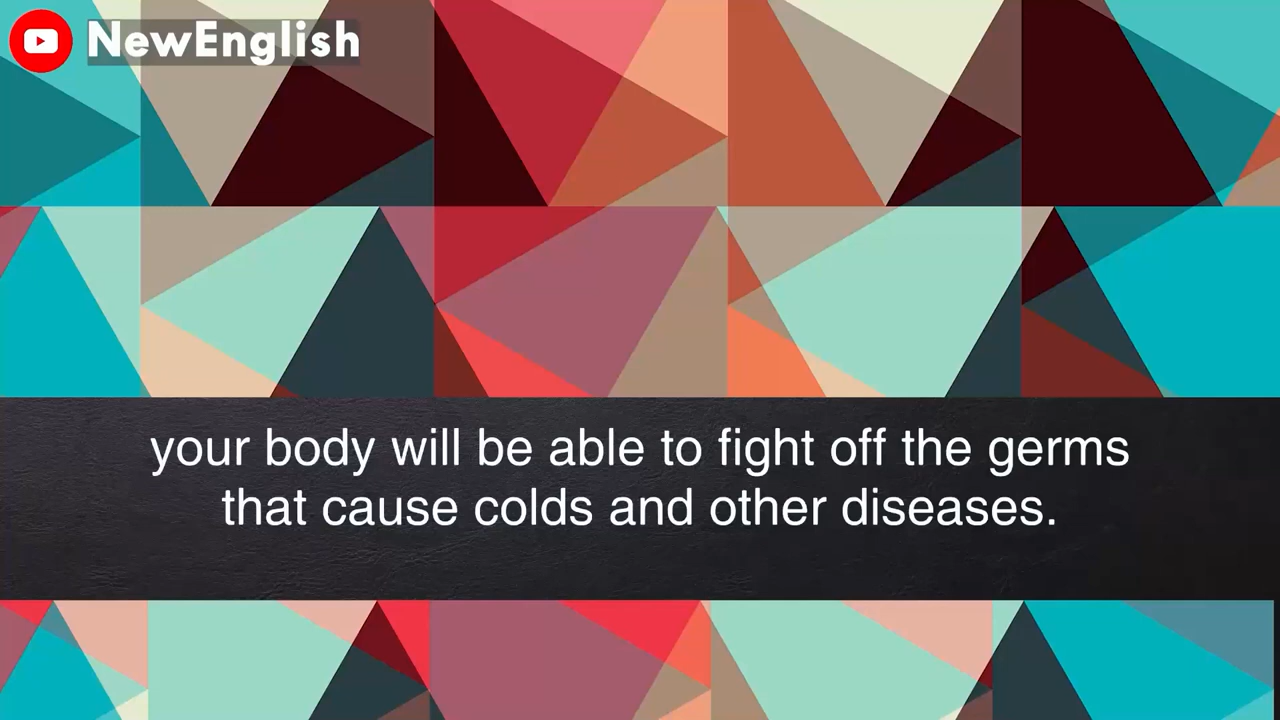 NewEnglish
your body will be able to fight off the germs
that cause colds and other diseases.